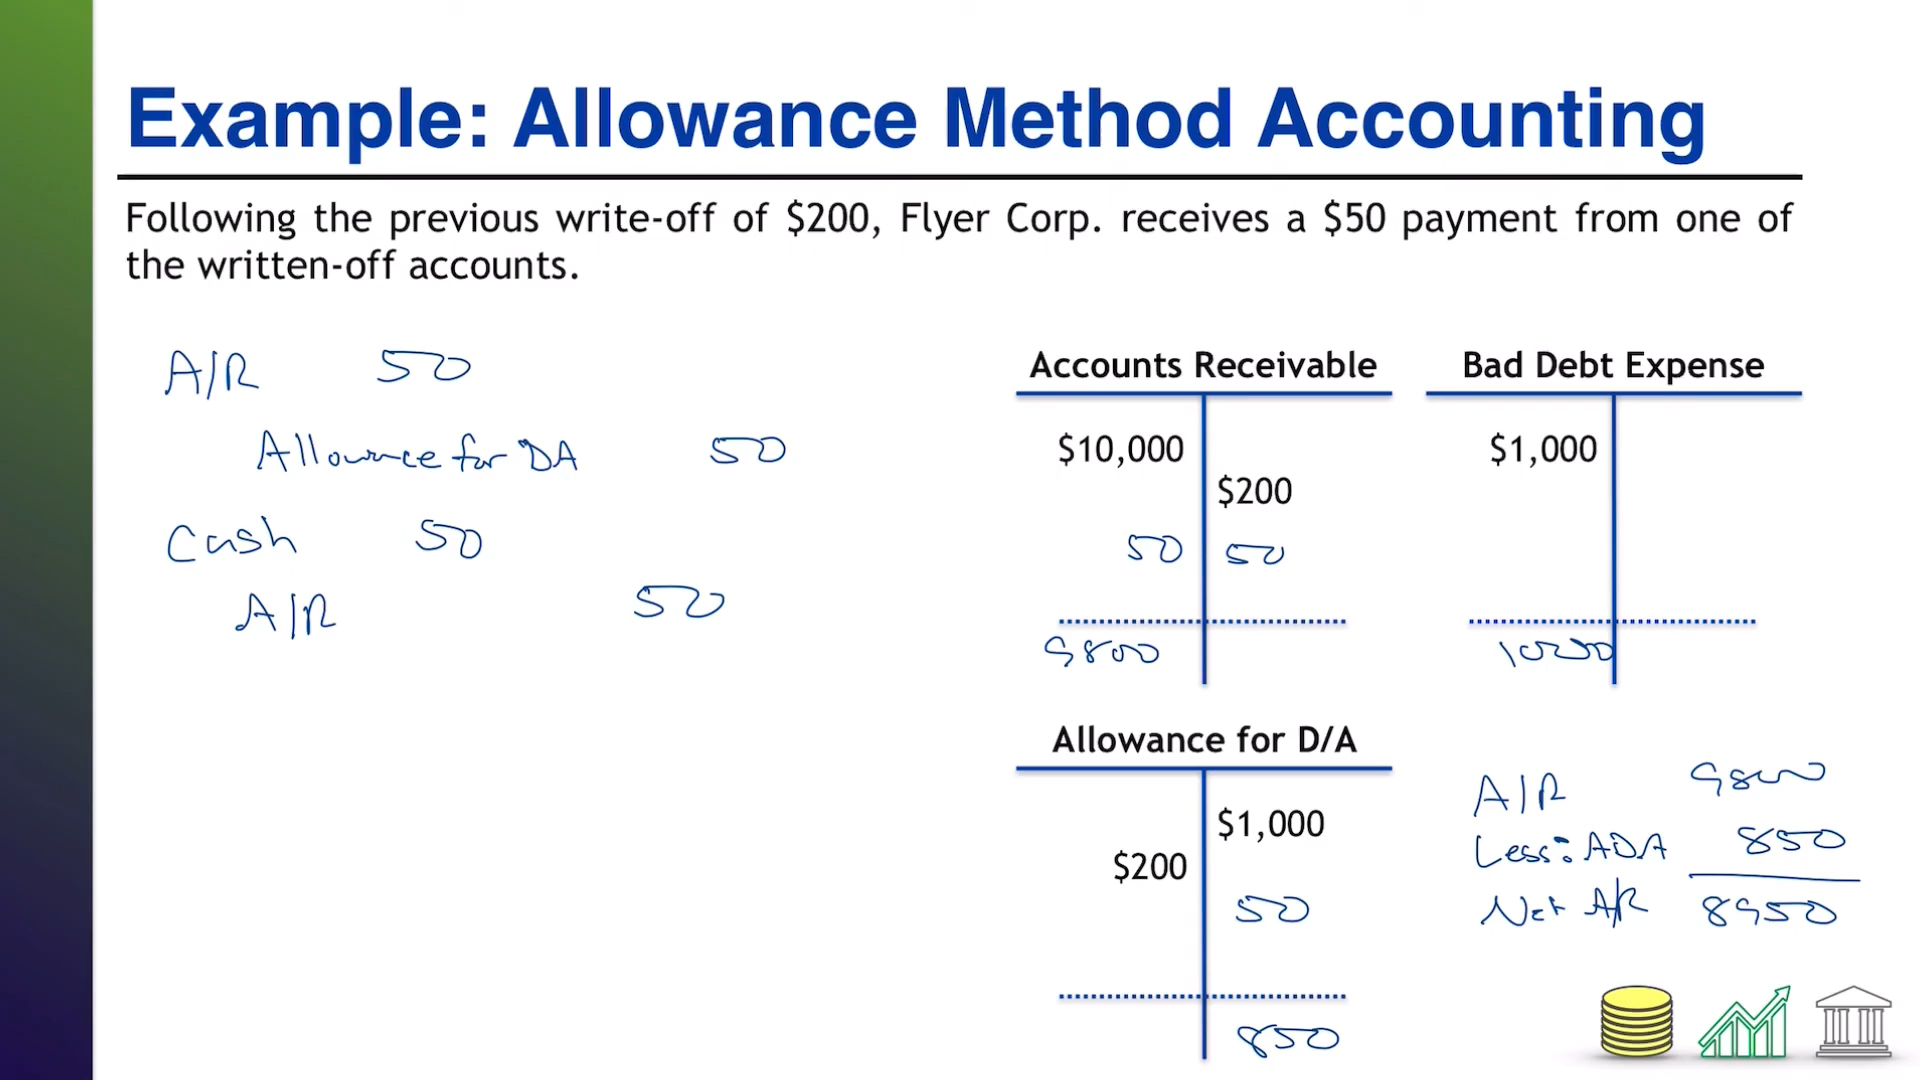 Example: Allowance Method Accounting
Following the previous write-off of $200, Flyer Corp. receives a $50 payment from one of
the written-off accounts.
A/R 50
Allowance for DA 50
Cash 50
A/R 50
Accounts Receivable
$10,000
$200
50 50
9800
Bad Debt Expense
$1,000
1000
Allowance for D/A
$1,000
$200
50
850
A/R 9800
Less: ADA 850
Net A/R 8950